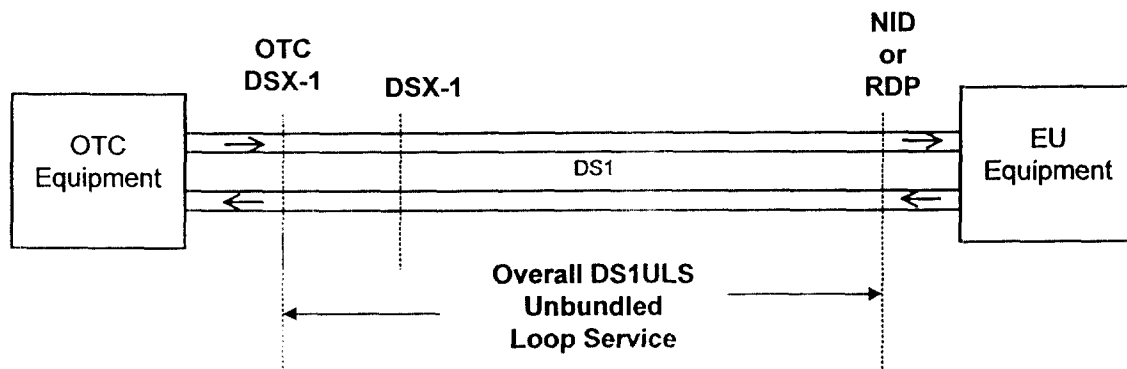 OTC
DSX-1
DSX-1
NID
or
RDP
OTC
Equipment
DS1
EU
Equipment
Overall DS1ULS
Unbundled
Loop Service